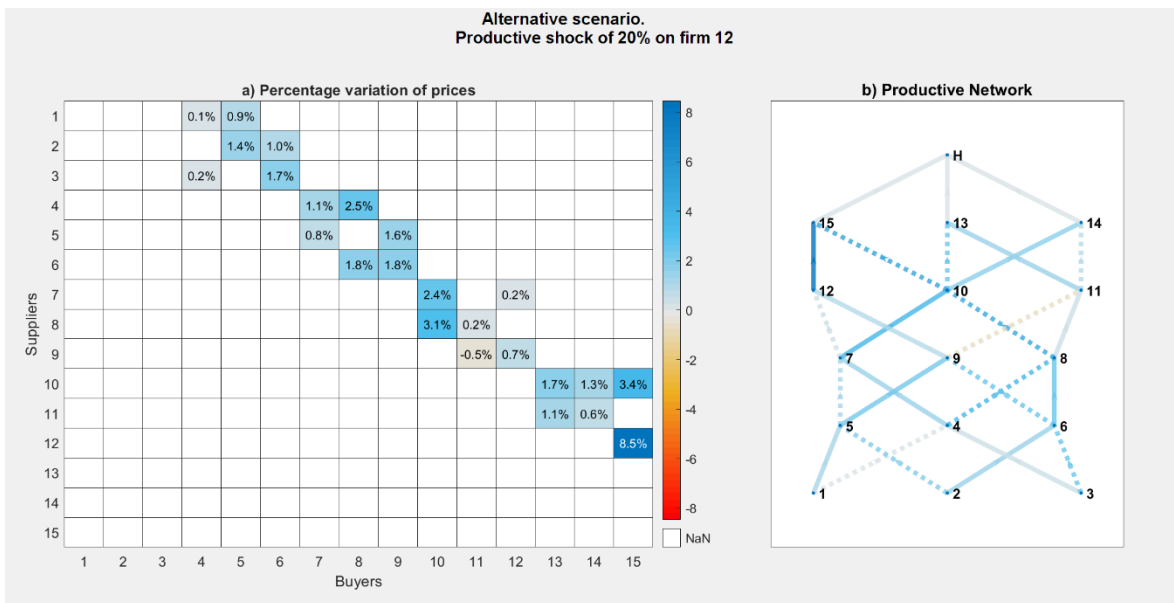 Alternative scenario.
Productive shock of 20% on firm 12
a) Percentage variation of prices
b) Productive Network
Suppliers
1 0.1% 0.9%
2 1.4% 1.0%
3 0.2% 1.7%
4 1.1% 2.5%
5 0.8% 1.6%
6 1.8% 1.8%
7 2.4% 0.2%
8 3.1% 0.2%
9 -0.5% 0.7%
10 1.7% 1.3% 3.4%
11 1.1% 0.6%
12 8.5%
13
14
15
1 2 3 4 5 6 7 8 9 10 11 12 13 14 15
Buyers
8
6
4
2
0
-2
-4
-6
-8
NaN
H
15 13 14
12 10 11
7 9 8
5 4 6
1 2 3